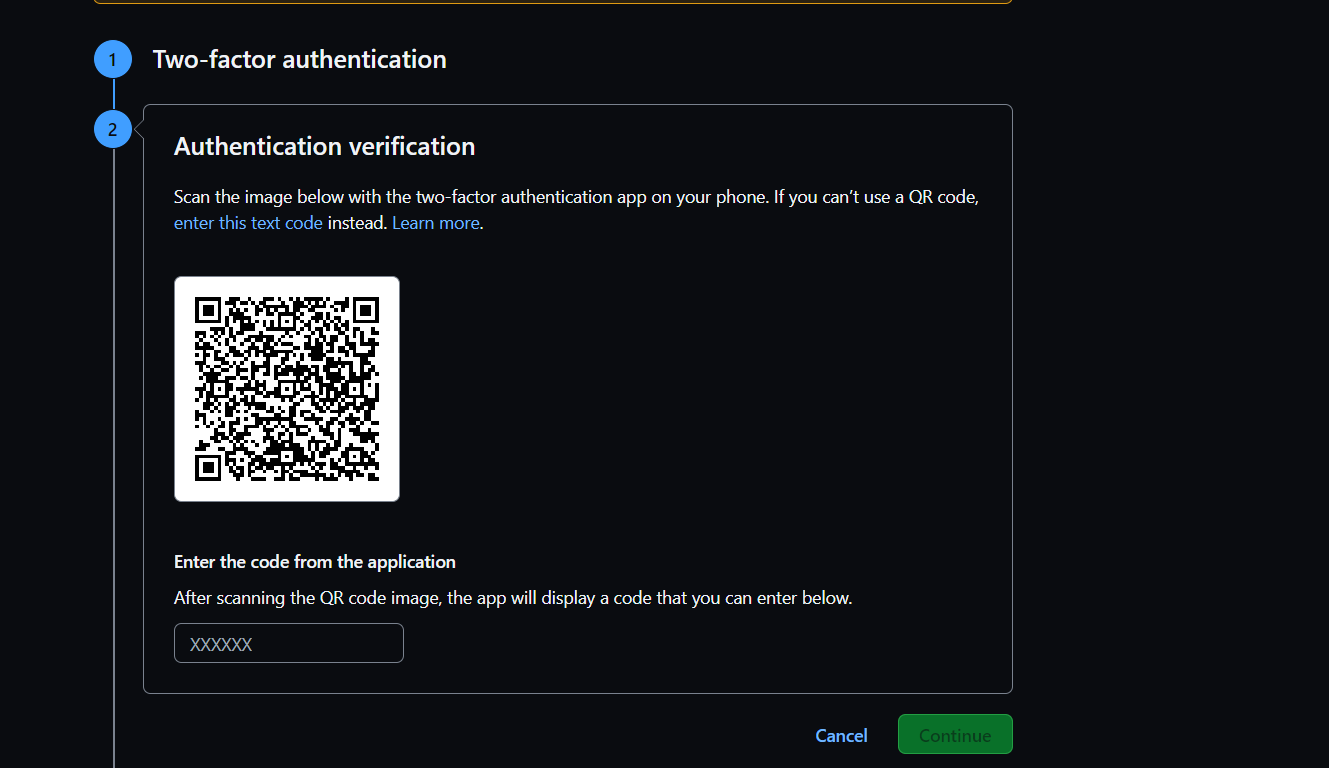 1 Two-factor authentication
2
Authentication verification
Scan the image below with the two-factor authentication app on your phone. If you can’t use a QR code,
enter this text code instead. Learn more.
Enter the code from the application
After scanning the QR code image, the app will display a code that you can enter below.
XXXXXX
Cancel Continue